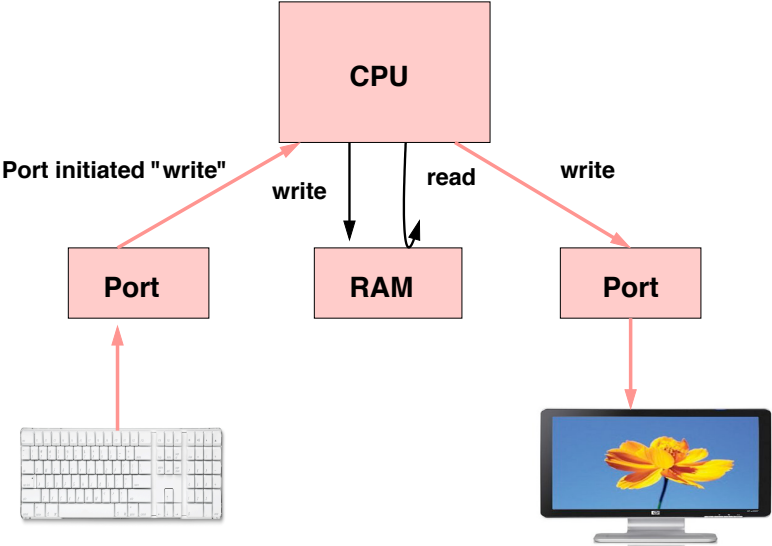 CPU
Port initiated "write"
write
read
write
Port
RAM
Port